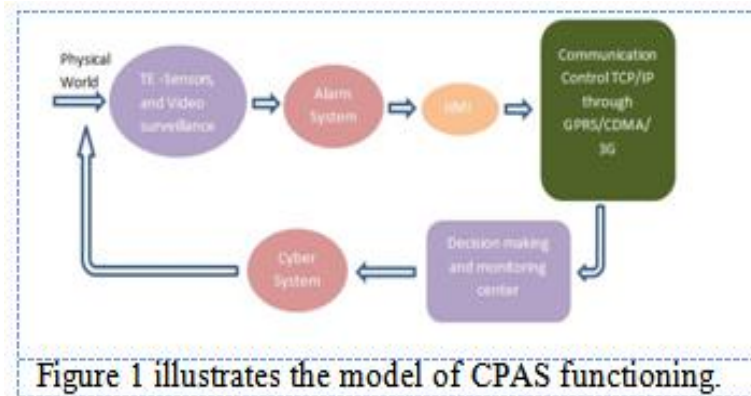 Physical
World
TE -Sensors,
and Video
surveillance
Alarm
System
HMI
Communication
Control TCP/IP
through
GPRS/CDMA/
3G
Decision making
and monitoring
center
Cyber
System
Figure 1 illustrates the model of CPAS functioning.